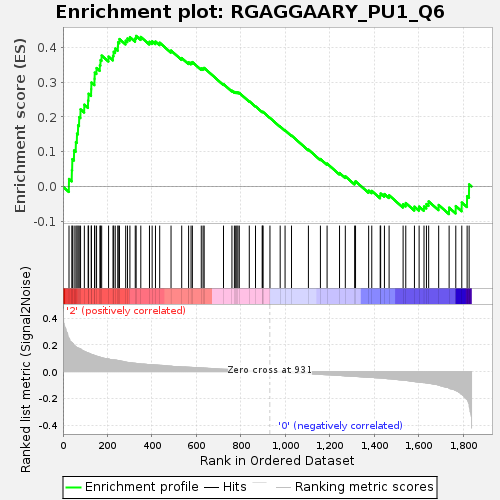 Enrichment plot: RGAGGAARY_PU1_Q6
Enrichment score (ES)
0.4
0.3
0.2
0.1
0.0
-0.1
'2' (positively correlated)
Ranked list metric (Signal2Noise)
0.4
0.2
0.0
-0.2
-0.4
Zero cross at 931
'0' (negatively correlated)
0
200
400
600
800
1,000
1,200
1,400
1,600
1,800
Rank in Ordered Dataset
Enrichment profile
Hits
Ranking metric scores